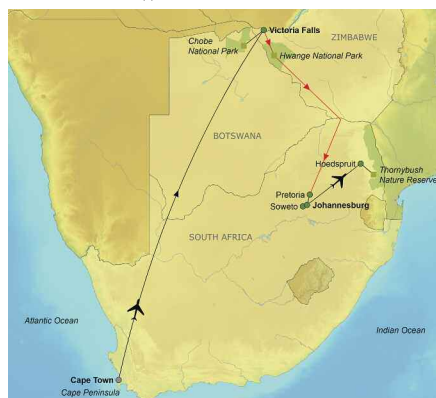 Victoria Falls
ZIMBABWE
Chobe
National Park
Hwange National Park
BOTSWANA
Hoedspruit
Thornybush
Nature Reserve
Pretoria
Soweto
Johannesburg
SOUTH AFRICA
Atlantic Ocean
Indian Ocean
Cape Town
Cape Peninsula